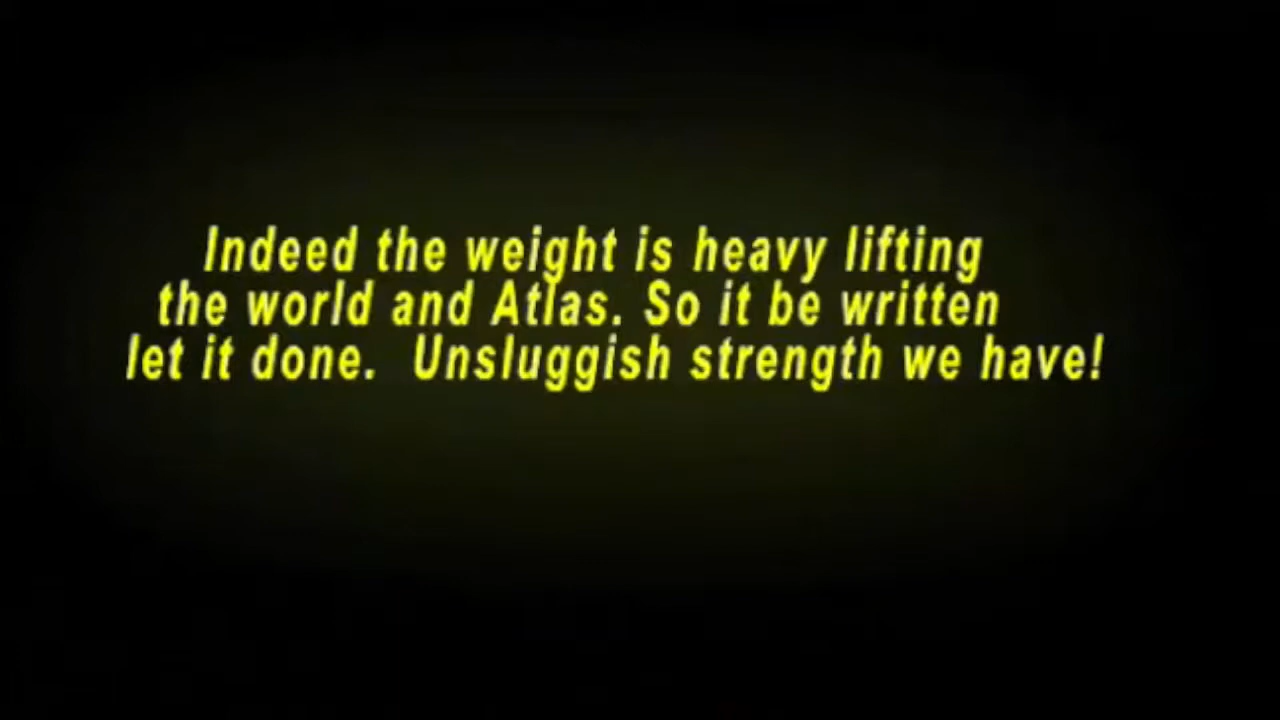 Indeed the weight is heavy lifting
the world and Atlas. So it be written
let it done. Unsluggish strength we have!